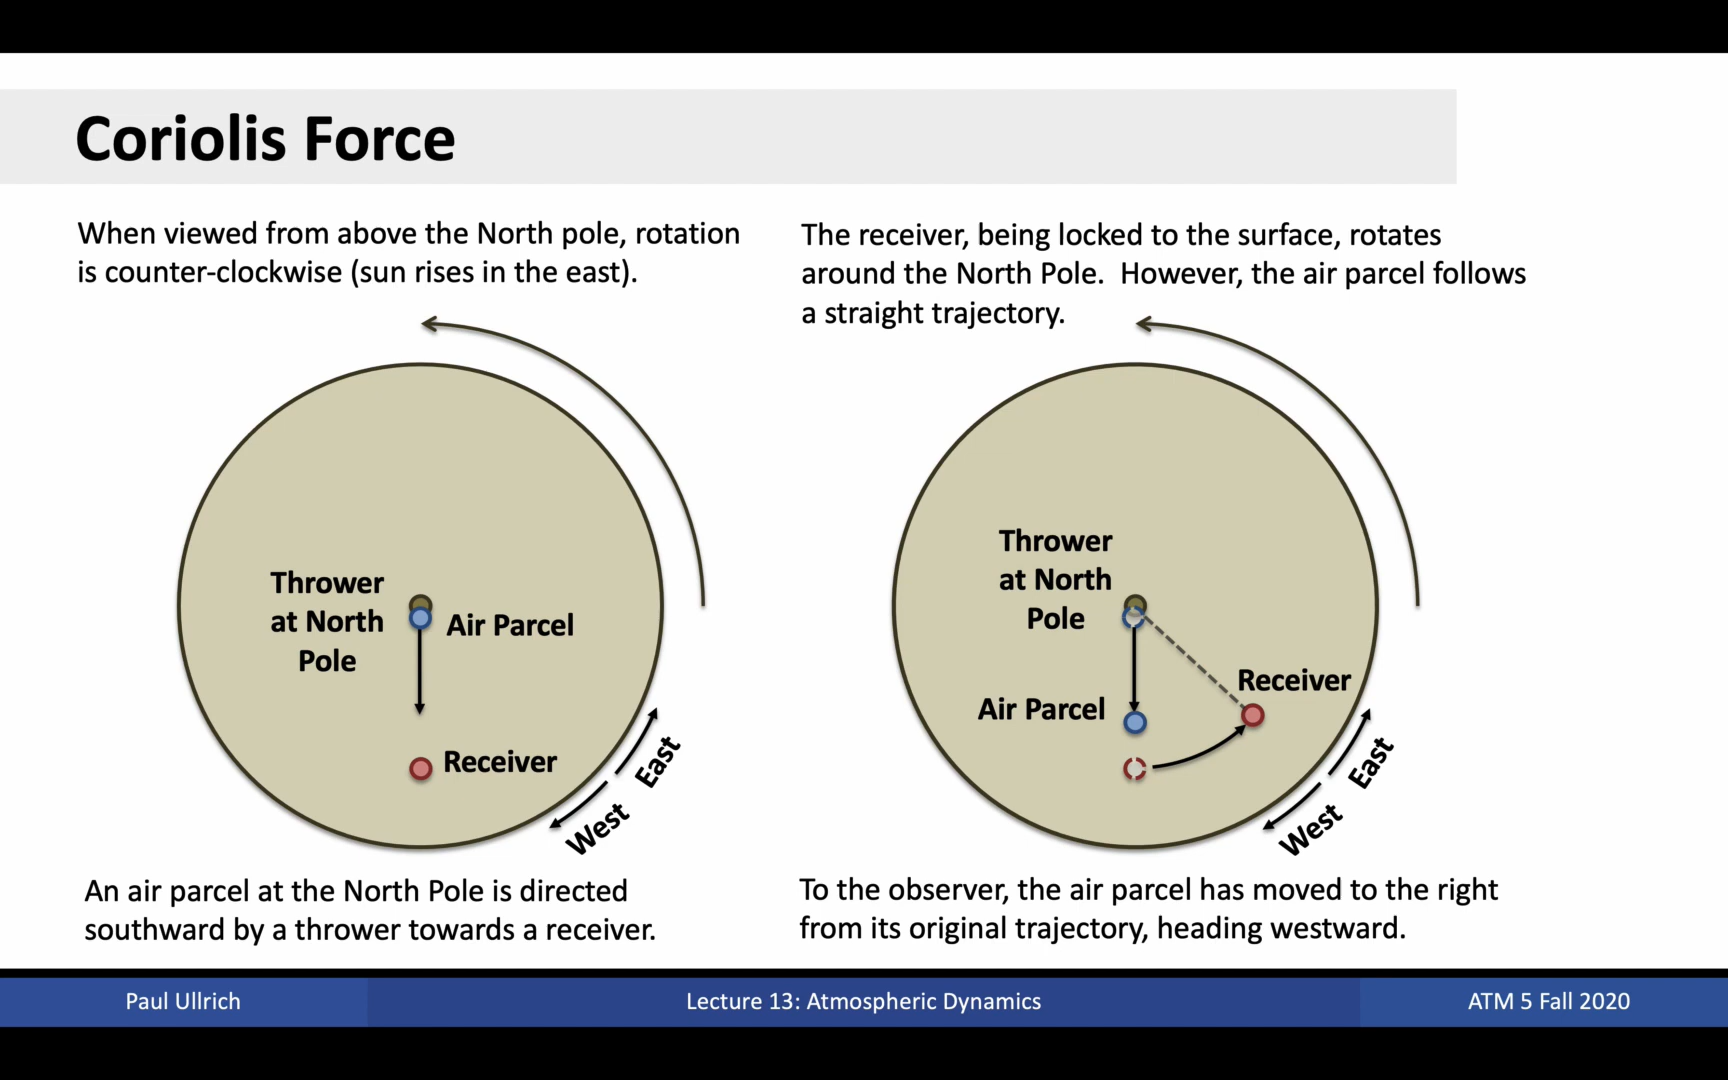 Coriolis Force
When viewed from above the North pole, rotation
is counter-clockwise (sun rises in the east).
Thrower
at North
Pole
Air Parcel
Receiver
East
West
An air parcel at the North Pole is directed
southward by a thrower towards a receiver.
The receiver, being locked to the surface, rotates
around the North Pole.  However, the air parcel follows
a straight trajectory.
Thrower
at North
Pole
Receiver
Air Parcel
East
West
To the observer, the air parcel has moved to the right
from its original trajectory, heading westward.
Paul Ullrich
Lecture 13: Atmospheric Dynamics
ATM 5 Fall 2020